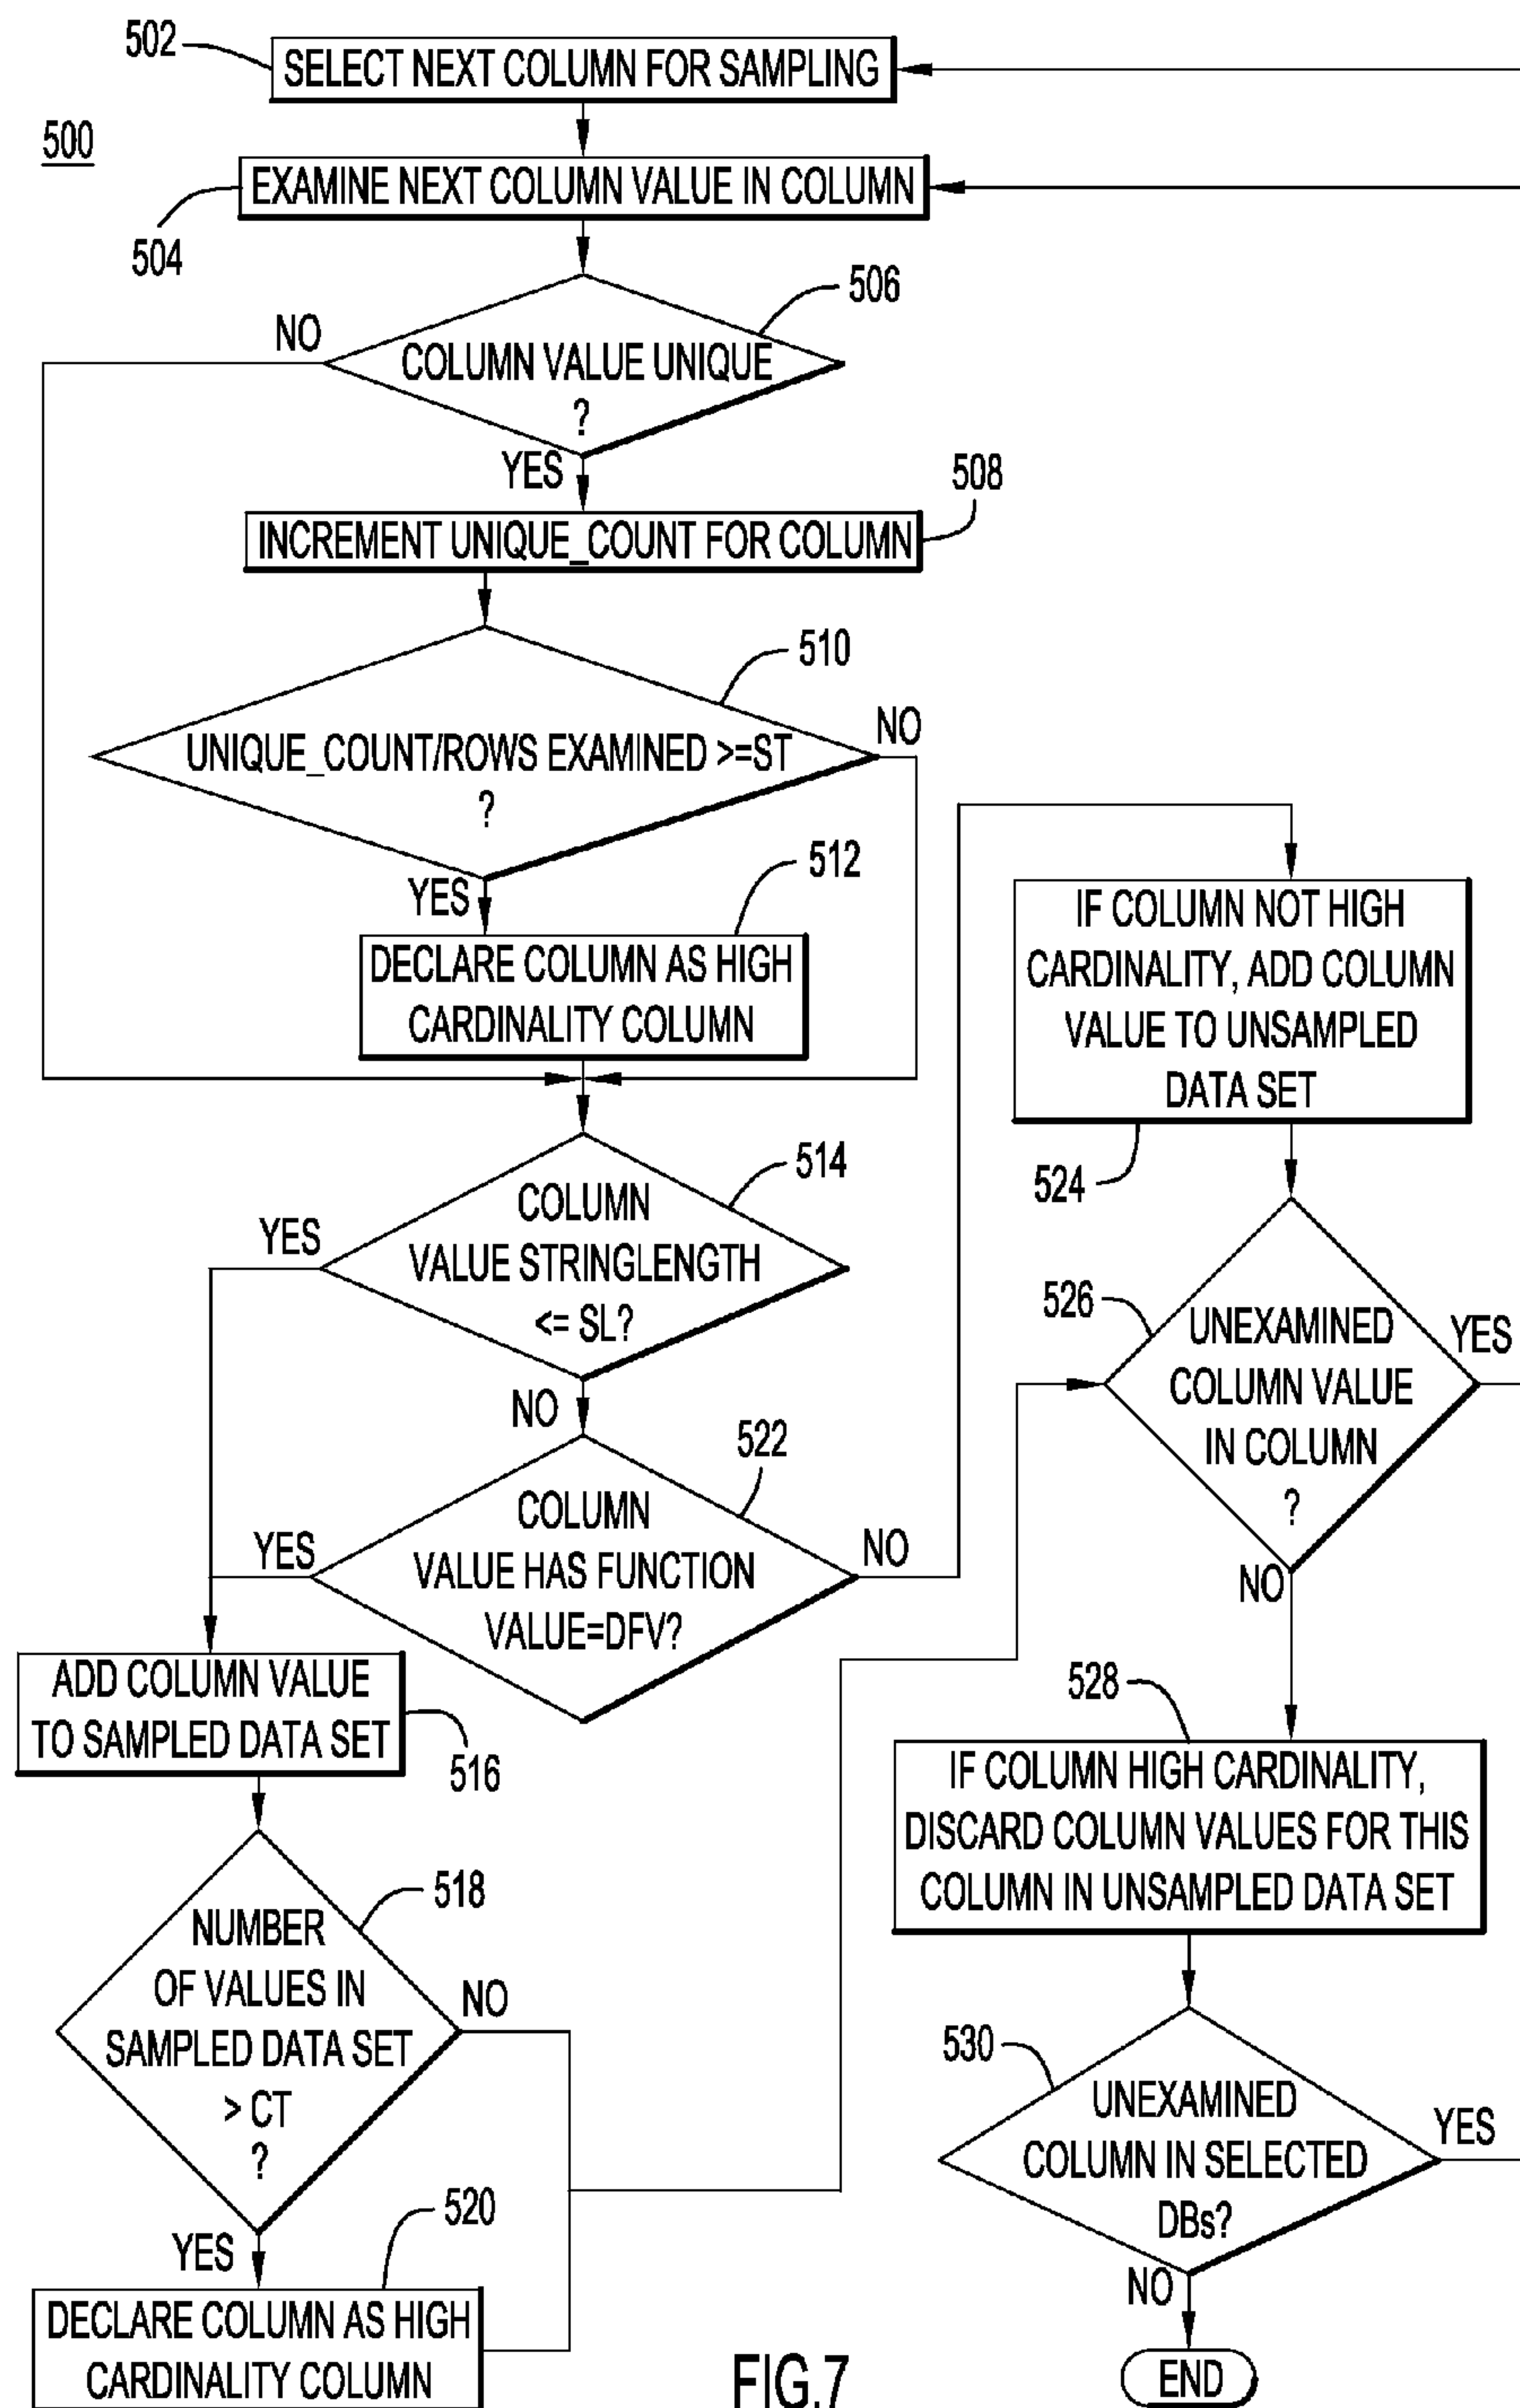 502
SELECT NEXT COLUMN FOR SAMPLING
500
EXAMINE NEXT COLUMN VALUE IN COLUMN
504
506
NO
COLUMN VALUE UNIQUE
?
YES
508
INCREMENT UNIQUE_COUNT FOR COLUMN
510
NO
UNIQUE_COUNT/ROWS EXAMINED >=ST
?
YES
512
DECLARE COLUMN AS HIGH
CARDINALITY COLUMN
514
YES
COLUMN
VALUE STRINGLENGTH
<= SL?
NO
522
YES
COLUMN
VALUE HAS FUNCTION
VALUE=DFV?
NO
ADD COLUMN VALUE
TO SAMPLED DATA SET
516
518
NUMBER
OF VALUES IN
SAMPLED DATA SET
> CT
?
NO
YES
520
DECLARE COLUMN AS HIGH
CARDINALITY COLUMN
IF COLUMN NOT HIGH
CARDINALITY, ADD COLUMN
VALUE TO UNSAMPLED
DATA SET
524
526
UNEXAMINED
COLUMN VALUE
IN COLUMN
?
YES
NO
528
IF COLUMN HIGH CARDINALITY,
DISCARD COLUMN VALUES FOR THIS
COLUMN IN UNSAMPLED DATA SET
530
UNEXAMINED
COLUMN IN SELECTED
DBs?
YES
NO
END
FIG.7